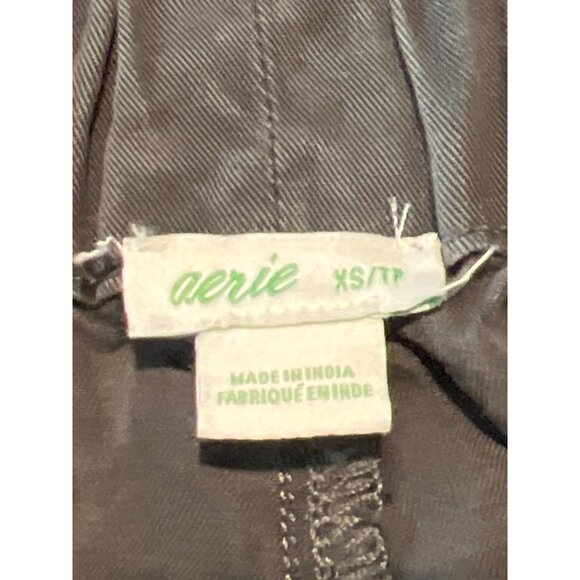 aerie XS/TP
MADE IN INDIA
FABRIQUÉ EN INDE